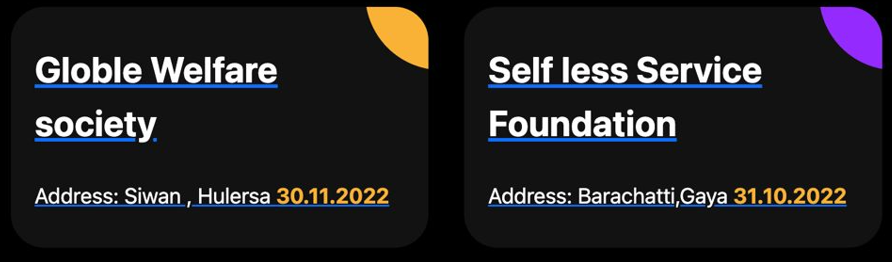 Globle Welfare
society
Address: Siwan , Hulersa 30.11.2022
Self less Service
Foundation
Address: Barachatti,Gaya 31.10.2022